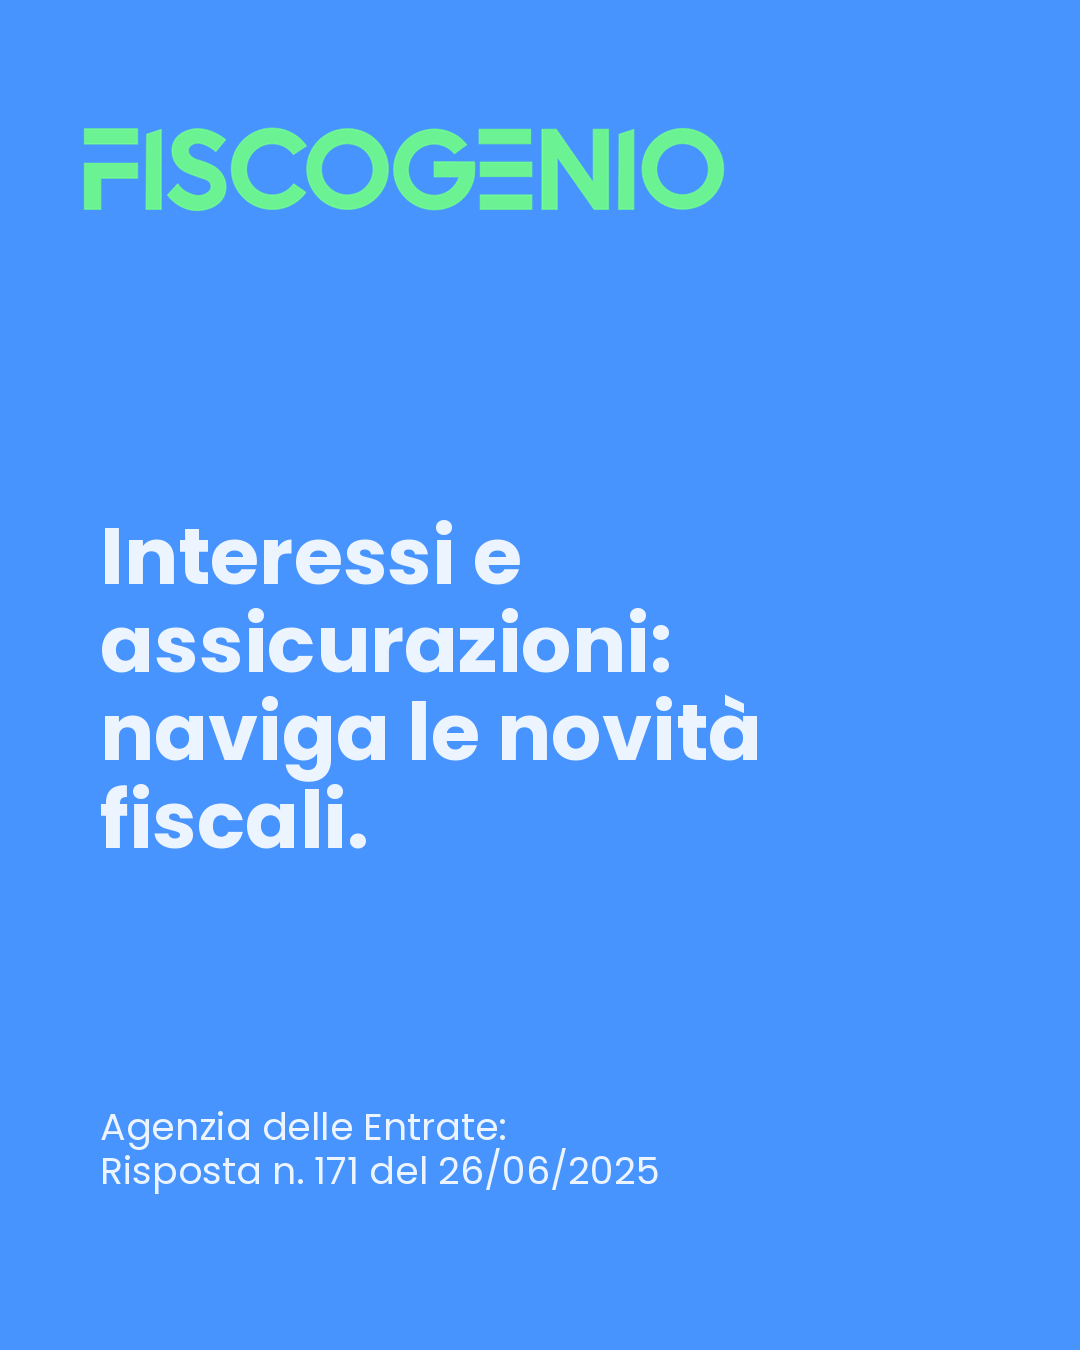 FISCOGENIO
Interessi e
assicurazioni:
naviga le novità
fiscali.
Agenzia delle Entrate:
Risposta n. 171 del 26/06/2025